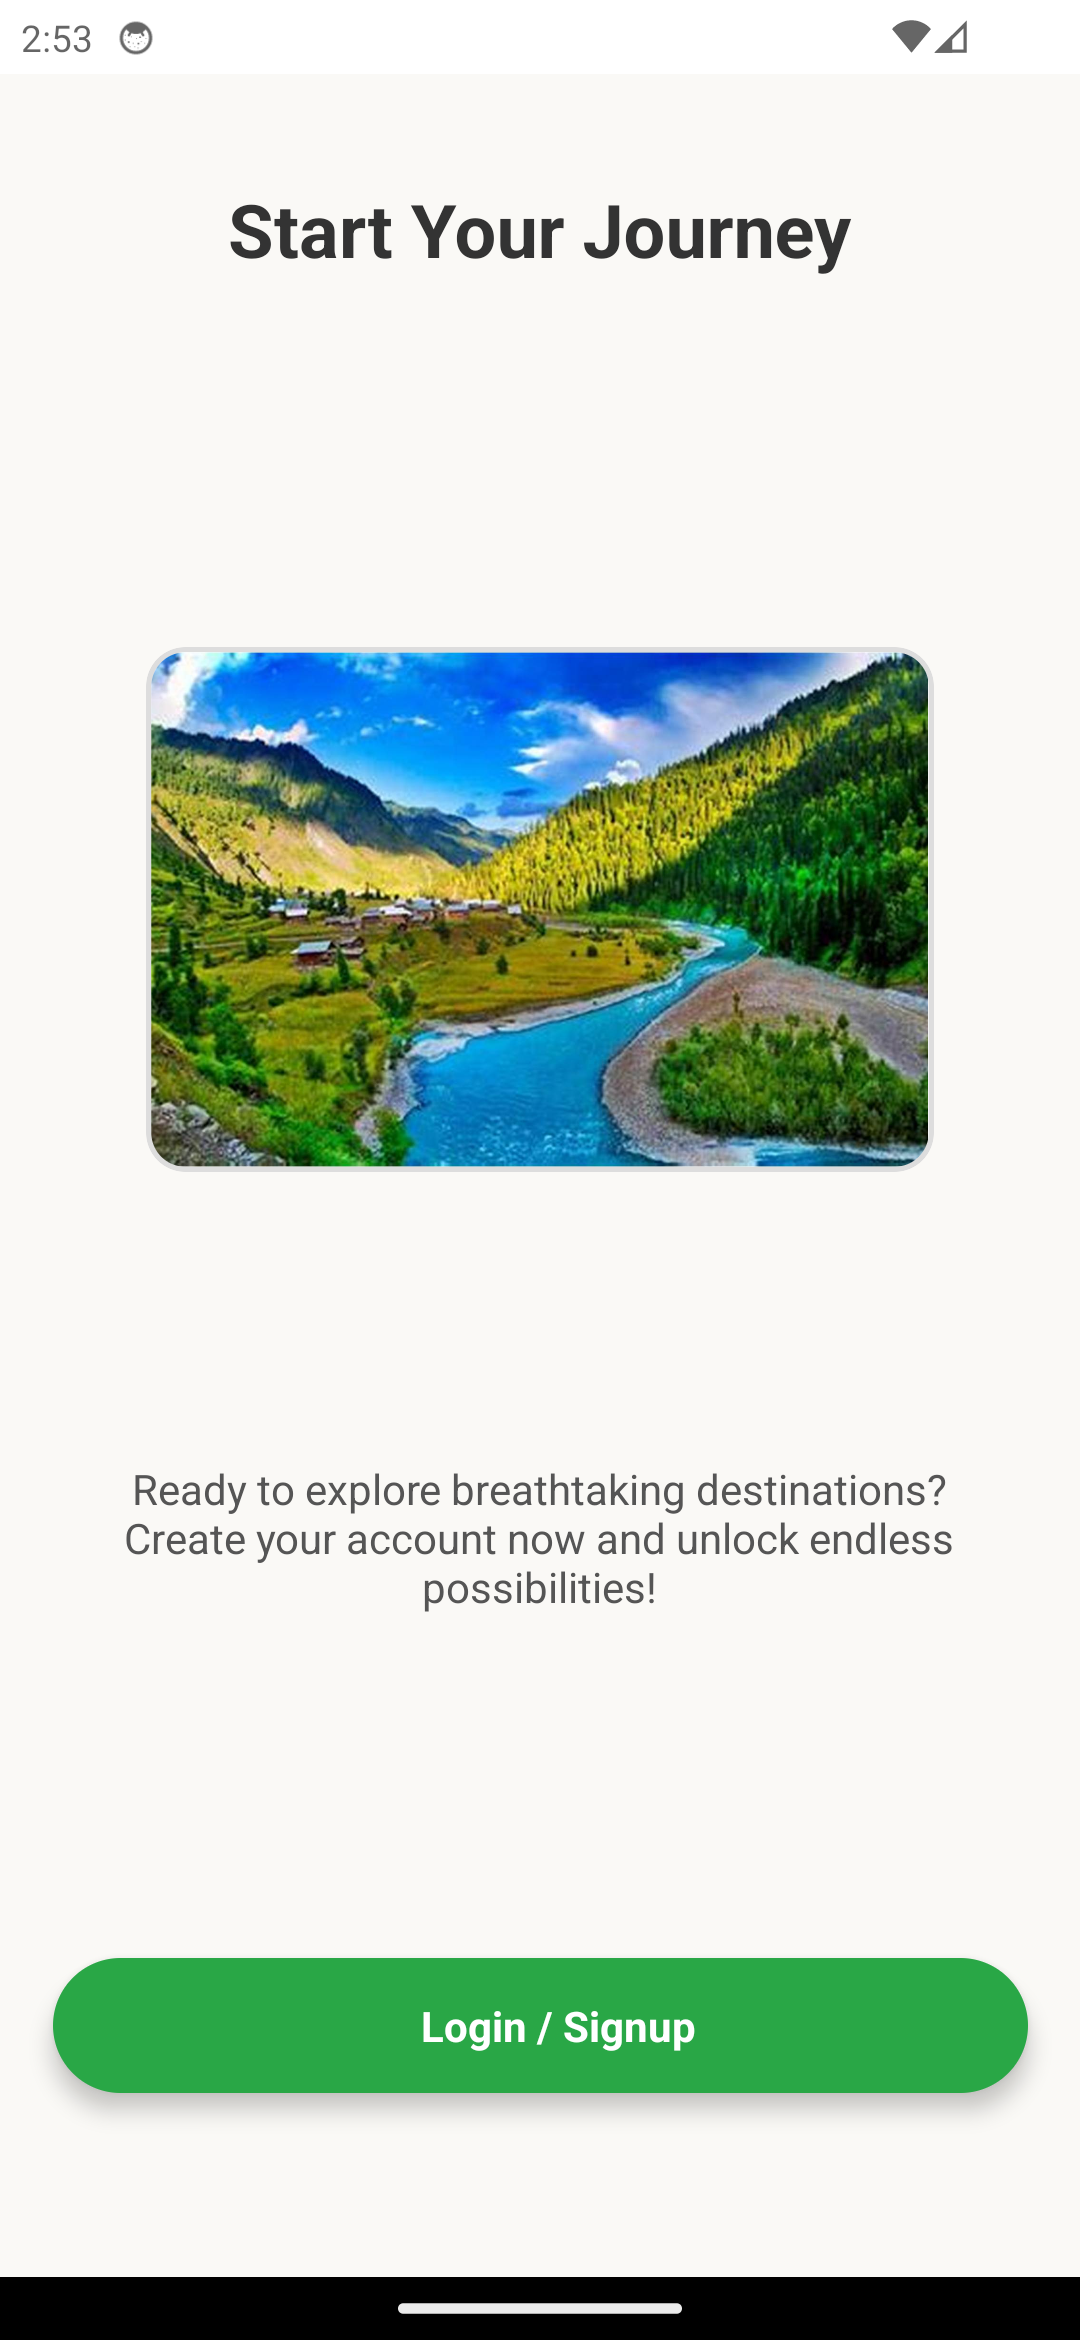 2:53
Start Your Journey
Ready to explore breathtaking destinations?
Create your account now and unlock endless
possibilities!
Login / Signup